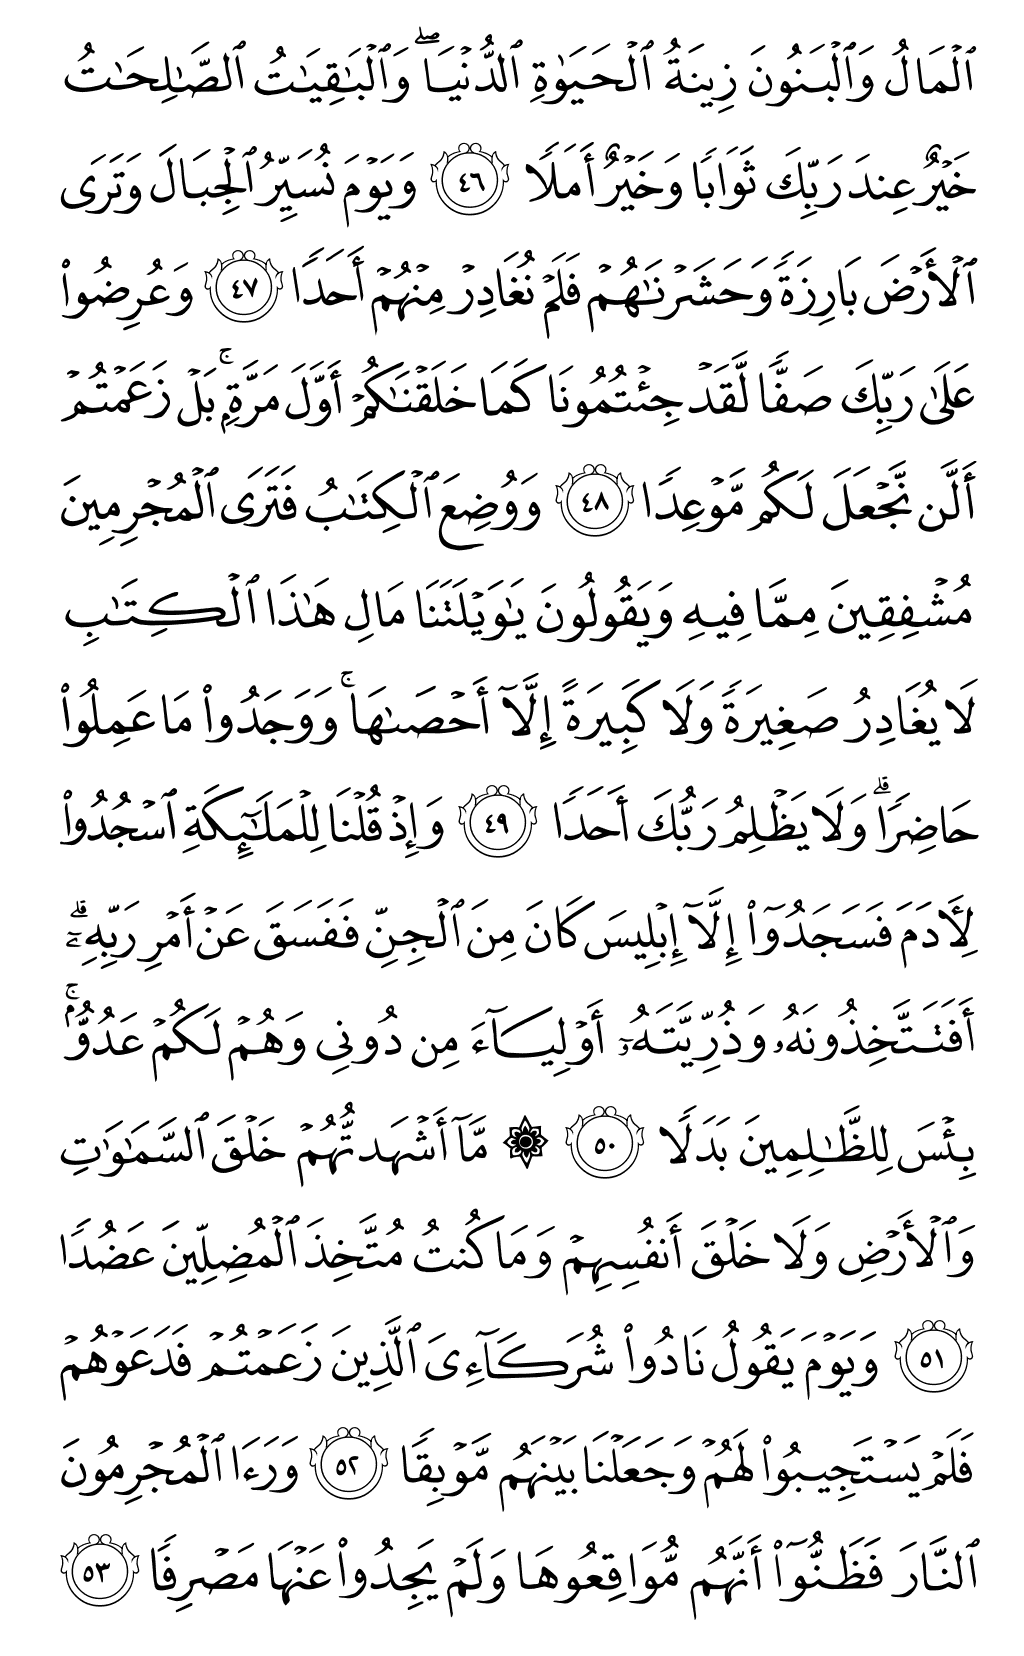 ٱلۡمَالُ وَٱلۡبَنُونَ زِينَةُ ٱلۡحَيَوٰةِ ٱلدُّنۡيَاۖ وَٱلۡبَٰقِيَٰتُ ٱلصَّٰلِحَٰتُ
خَيۡرٌ عِندَ رَبِّكَ ثَوَابٗا وَخَيۡرٌ أَمَلٗا ٤٦ وَيَوۡمَ نُسَيِّرُ ٱلۡجِبَالَ وَتَرَى
ٱلۡأَرۡضَ بَارِزَةٗ وَحَشَرۡنَٰهُمۡ فَلَمۡ نُغَادِرۡ مِنۡهُمۡ أَحَدٗا ٤٧ وَعُرِضُواْ
عَلَىٰ رَبِّكَ صَفّٗا لَّقَدۡ جِئۡتُمُونَا كَمَا خَلَقۡنَٰكُمۡ أَوَّلَ مَرَّةِۭۚ بَلۡ زَعَمۡتُمۡ
أَلَّن نَّجۡعَلَ لَكُم مَّوۡعِدٗا ٤٨ وَوُضِعَ ٱلۡكِتَٰبُ فَتَرَى ٱلۡمُجۡرِمِينَ
مُشۡفِقِينَ مِمَّا فِيهِ وَيَقُولُونَ يَٰوَيۡلَتَنَا مَالِ هَٰذَا ٱلۡكِتَٰبِ
لَا يُغَادِرُ صَغِيرَةٗ وَلَا كَبِيرَةً إِلَّآ أَحۡصَىٰهَاۚ وَوَجَدُواْ مَا عَمِلُواْ
حَاضِرٗاۗ وَلَا يَظۡلِمُ رَبُّكَ أَحَدٗا ٤٩ وَإِذۡ قُلۡنَا لِلۡمَلَٰٓئِكَةِ ٱسۡجُدُواْ
لِأٓدَمَ فَسَجَدُوٓاْ إِلَّآ إِبۡلِيسَ كَانَ مِنَ ٱلۡجِنِّ فَفَسَقَ عَنۡ أَمۡرِ رَبِّهِۦٓۗ
أَفَتَتَّخِذُونَهُۥ وَذُرِّيَّتَهُۥٓ أَوۡلِيَآءَ مِن دُونِي وَهُمۡ لَكُمۡ عَدُوُّۢۚ
بِئۡسَ لِلظَّٰلِمِينَ بَدَلٗا ٥٠ ۞ مَّآ أَشۡهَدتُّهُمۡ خَلۡقَ ٱلسَّمَٰوَٰتِ
وَٱلۡأَرۡضِ وَلَا خَلۡقَ أَنفُسِهِمۡ وَمَا كُنتُ مُتَّخِذَ ٱلۡمُضِلِّينَ عَضُدٗا
٥١ وَيَوۡمَ يَقُولُ نَادُواْ شُرَكَآءِيَ ٱلَّذِينَ زَعَمۡتُمۡ فَدَعَوۡهُمۡ
فَلَمۡ يَسۡتَجِيبُواْ لَهُمۡ وَجَعَلۡنَا بَيۡنَهُم مَّوۡبِقٗا ٥٢ وَرَءَا ٱلۡمُجۡرِمُونَ
ٱلنَّارَ فَظَنُّوٓاْ أَنَّهُم مُّوَاقِعُوهَا وَلَمۡ يَجِدُواْ عَنۡهَا مَصۡرِفٗا ٥٣